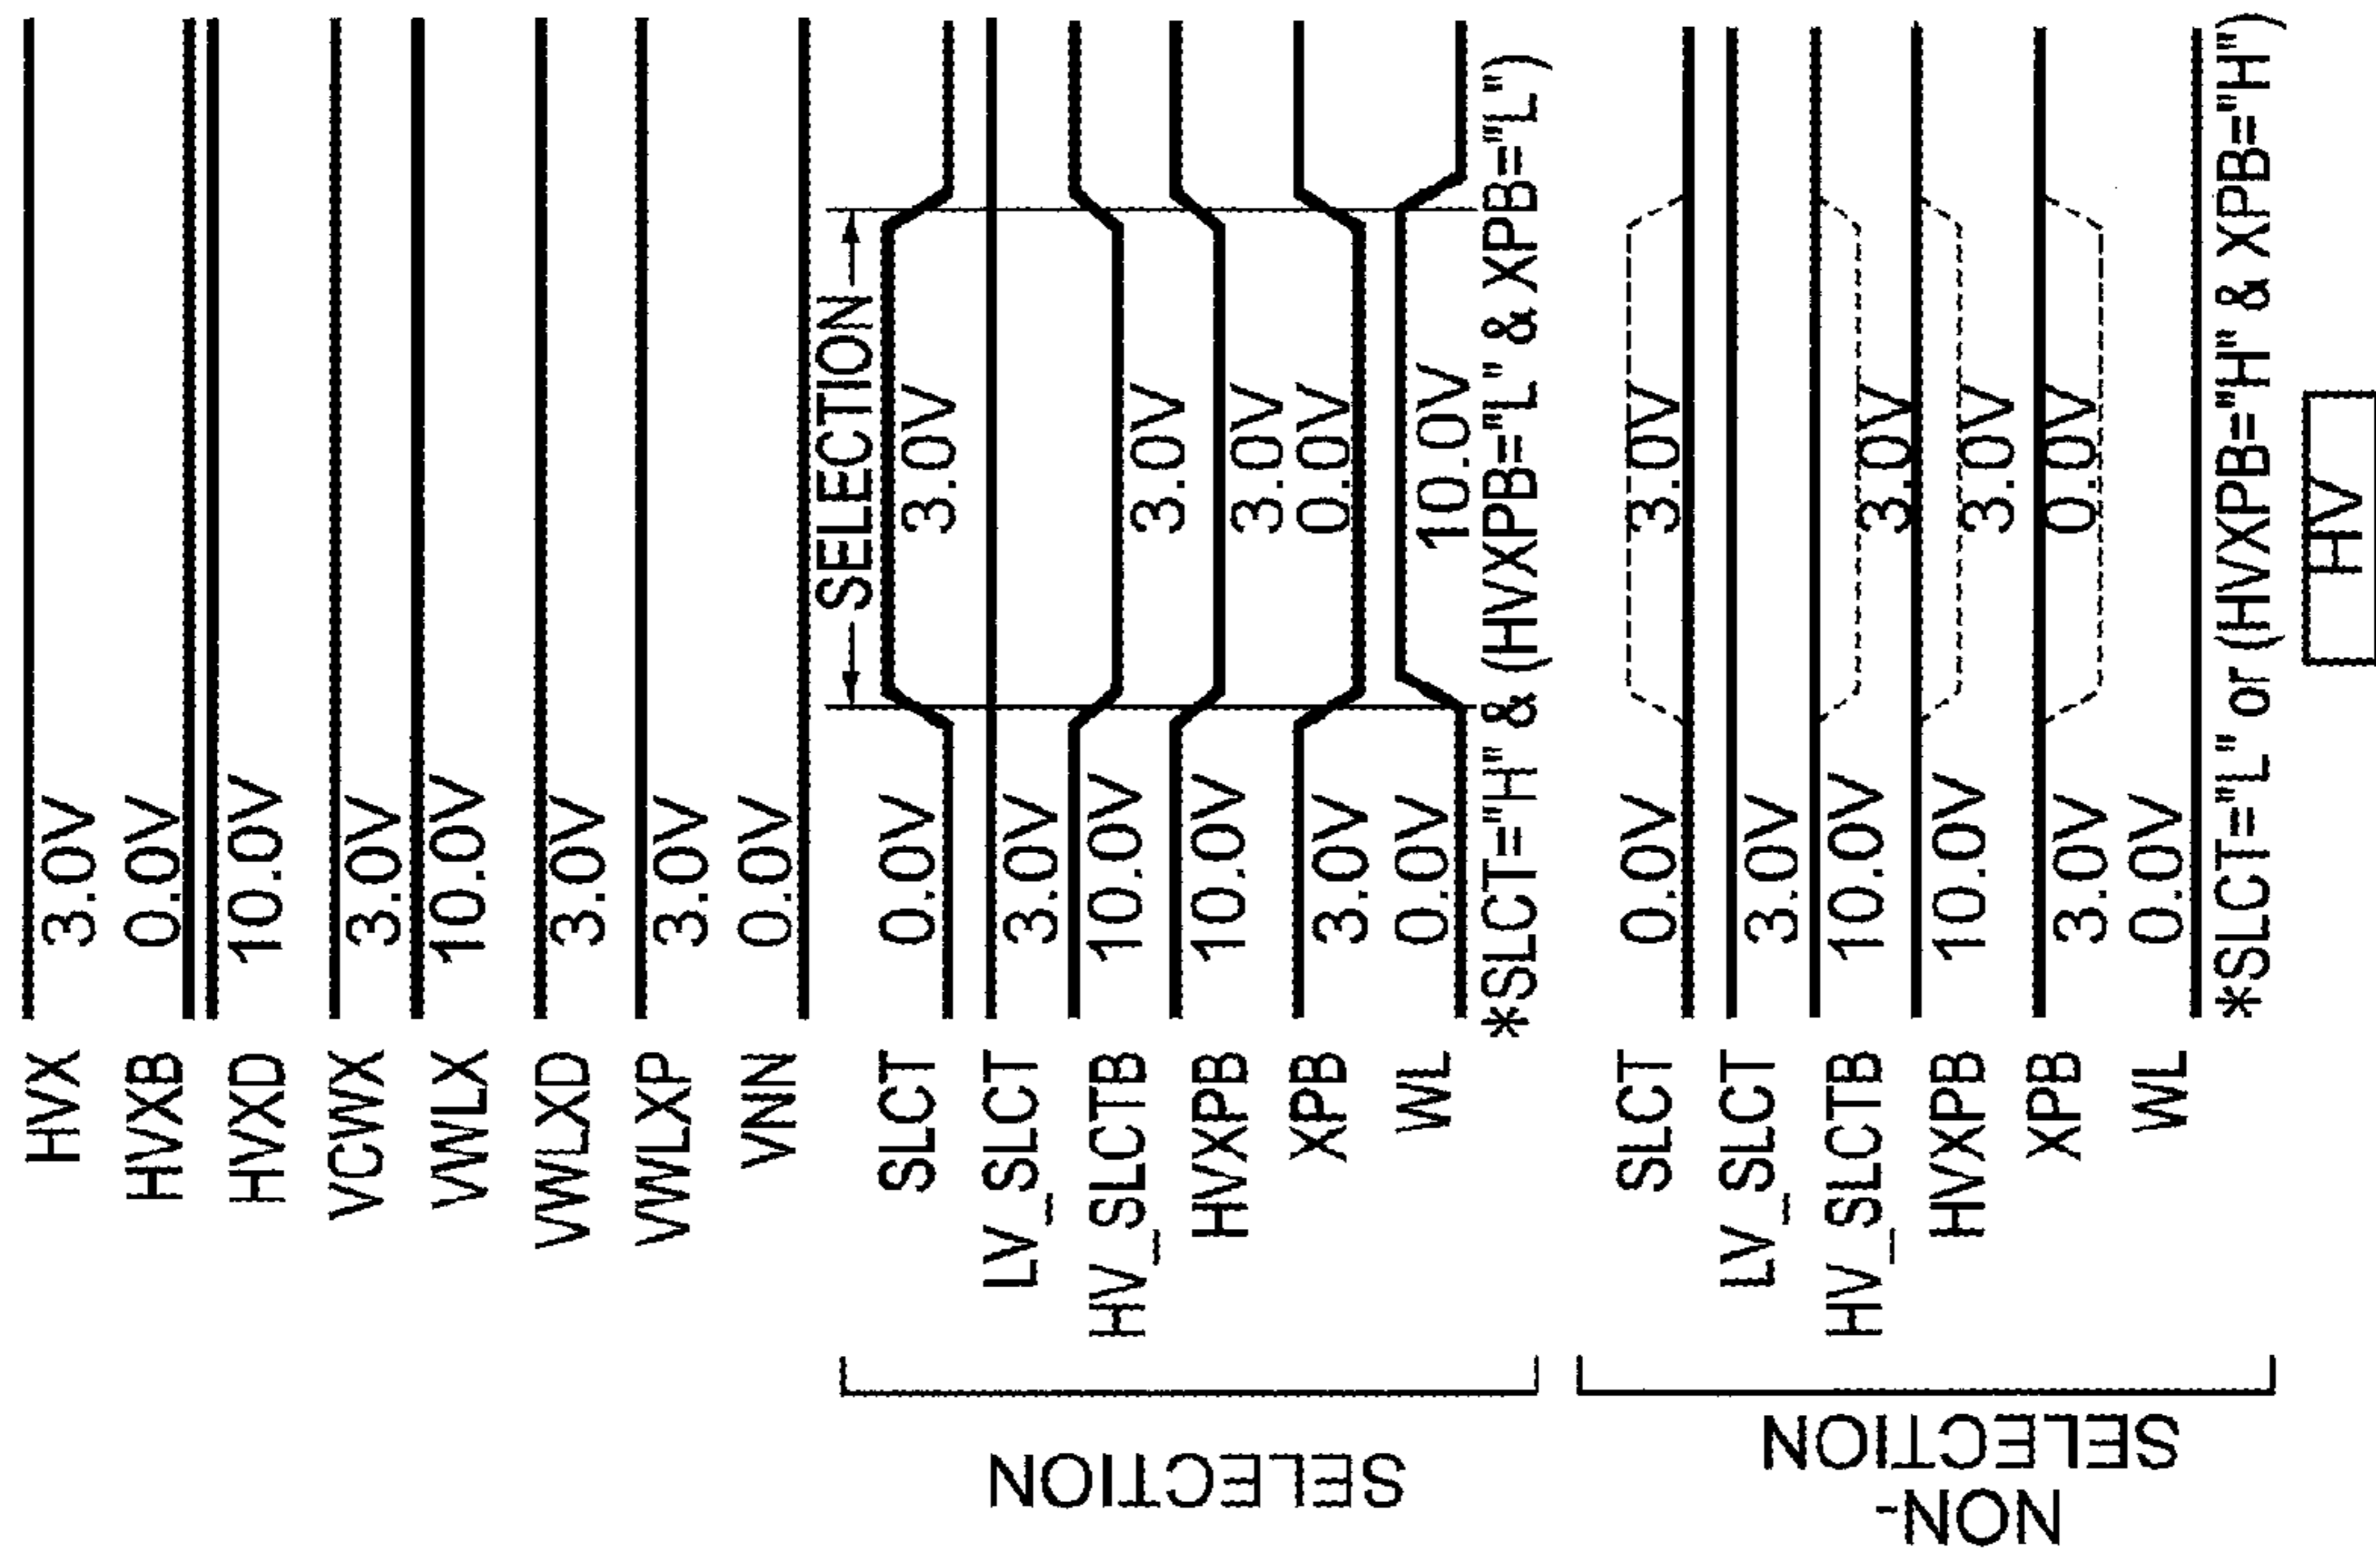 HVX
3.0V
HVXB
0.0V
HVXD
10.0V
VCWX
3.0V
VWLX
10.0V
VWLXD
3.0V
VWLXP
3.0V
VNN
0.0V
SELECTION
SELECTION
SLCT
0.0V
3.0V
LV_SLCT
3.0V
HV_SLCTB
10.0V
3.0V
HVXPB
10.0V
3.0V
XPB
3.0V
0.0V
WL
0.0V
10.0V
*SLCT="H" & (HVXPB="L" & XPB="L")
NON-
SELECTION
SLCT
0.0V
3.0V
LV_SLCT
3.0V
HV_SLCTB
10.0V
3.0V
HVXPB
10.0V
3.0V
XPB
3.0V
0.0V
WL
0.0V
*SLCT="L" or (HVXPB="H" & XPB="H")
HV